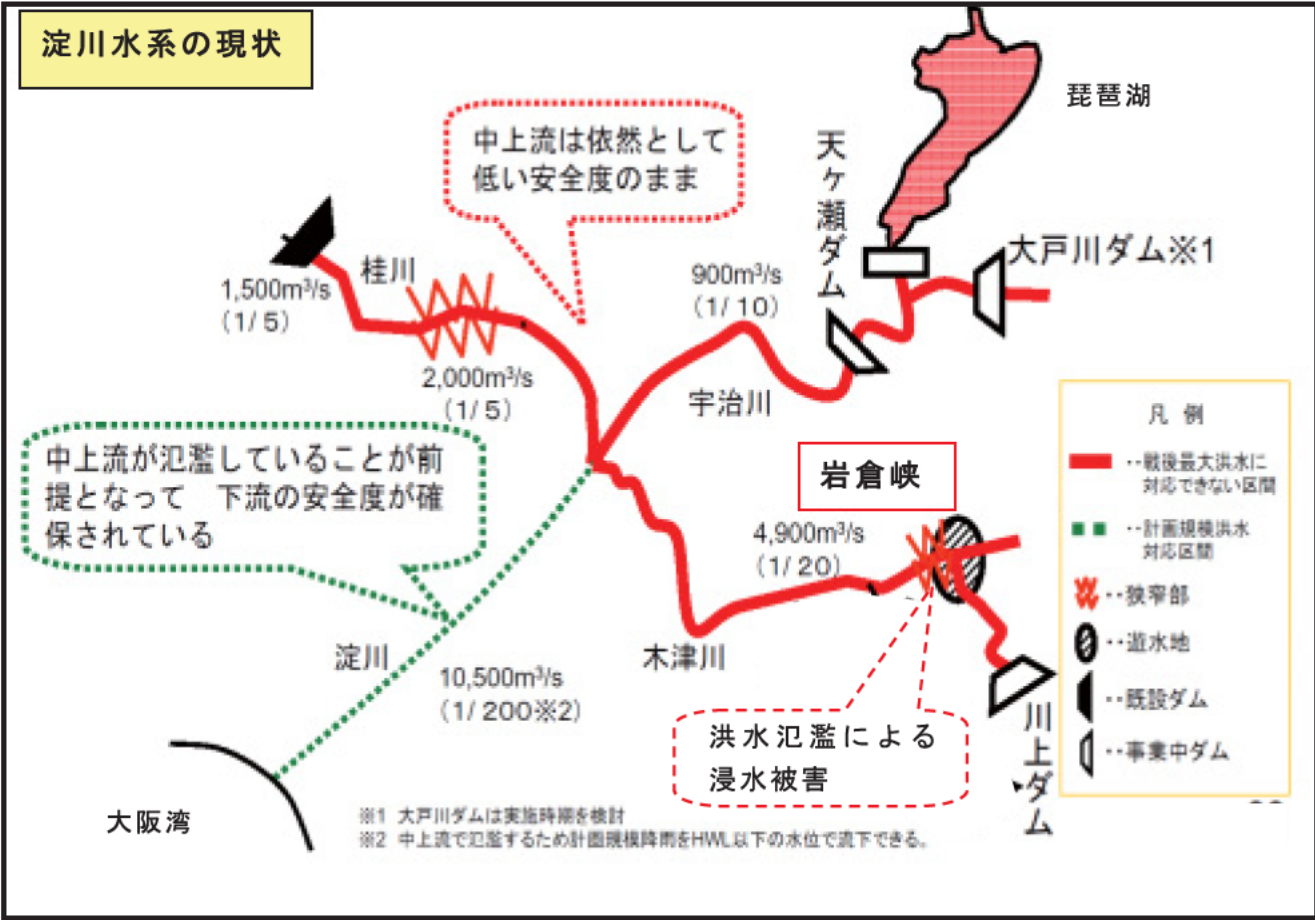 淀川水系の現状
琵琶湖
中上流は依然として
低い安全度のまま
天ヶ瀬ダム
大戸川ダム※1
桂川
1,500m³/s
(1/5)
900m³/s
(1/10)
2,000m³/s
(1/5)
宇治川
中上流が氾濫していることが前
提となって 下流の安全度が確
保されている
岩倉峡
4,900m³/s
(1/20)
凡 例
‥戦後最大洪水に
対応できない区間
‥計画規模洪水
対応区間
‥狭窄部
‥遊水地
‥既設ダム
‥事業中ダム
淀川
10,500m³/s
(1/200※2)
木津川
洪水氾濫による
浸水被害
川上ダム
大阪湾
※1 大戸川ダムは実施時期を検討
※2 中上流で氾濫するため計画規模降雨をHWL以下の水位で流下できる。